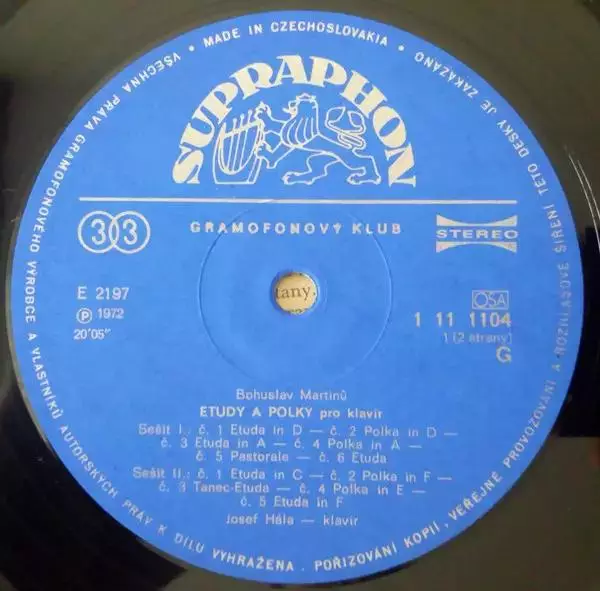 VŠECHNA PRÁVA GRAMOFONOVÉHO VÝROBCE A VLASTNÍKŮ AUTORSKÝCH PRÁV K DÍLU VYHRAŽENA. POŘIZOVÁNÍ KOPIÍ, VEŘEJNÉ PROVOZOVÁNÍ A ROZHLASOVÉ ŠÍŘENÍ TÉTO DESKY JE ZAKÁZÁNO
• MADE IN CZECHOSLOVAKIA •
SUPRAPHON
33
GRAMOFONOVÝ KLUB
STEREO
E 2197
Ⓟ 1972
20'05"
tany.
OSA
1 11 1104
1 (2 strany)
G
Bohuslav Martinů
ETUDY A POLKY pro klavír
Sešit I.: č. 1 Etuda in D — č. 2 Polka in D —
č. 3 Etuda in A — č. 4 Polka in A —
č. 5 Pastorale — č. 6 Etuda
Sešit II.: č. 1 Etuda in C — č. 2 Polka in F —
č. 3 Tanec-Etuda — č. 4 Polka in E —
č. 5 Etuda in F
Josef Hála — klavír